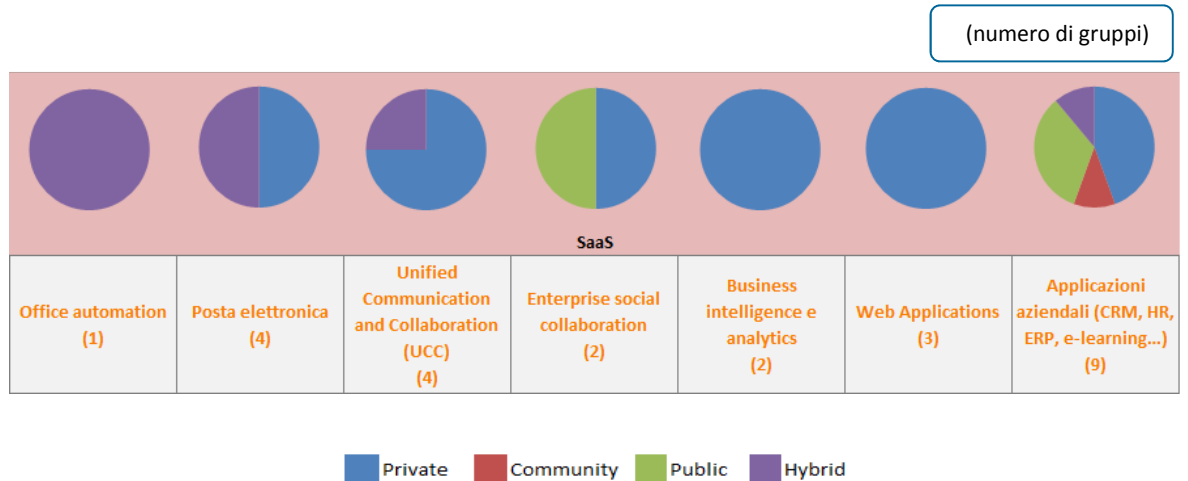 (numero di gruppi)
SaaS
Office automation
(1)
Posta elettronica
(4)
Unified
Communication
and Collaboration
(UCC)
(4)
Enterprise social
collaboration
(2)
Business
intelligence e
analytics
(2)
Web Applications
(3)
Applicazioni
aziendali (CRM, HR,
ERP, e-learning...)
(9)
Private
Community
Public
Hybrid